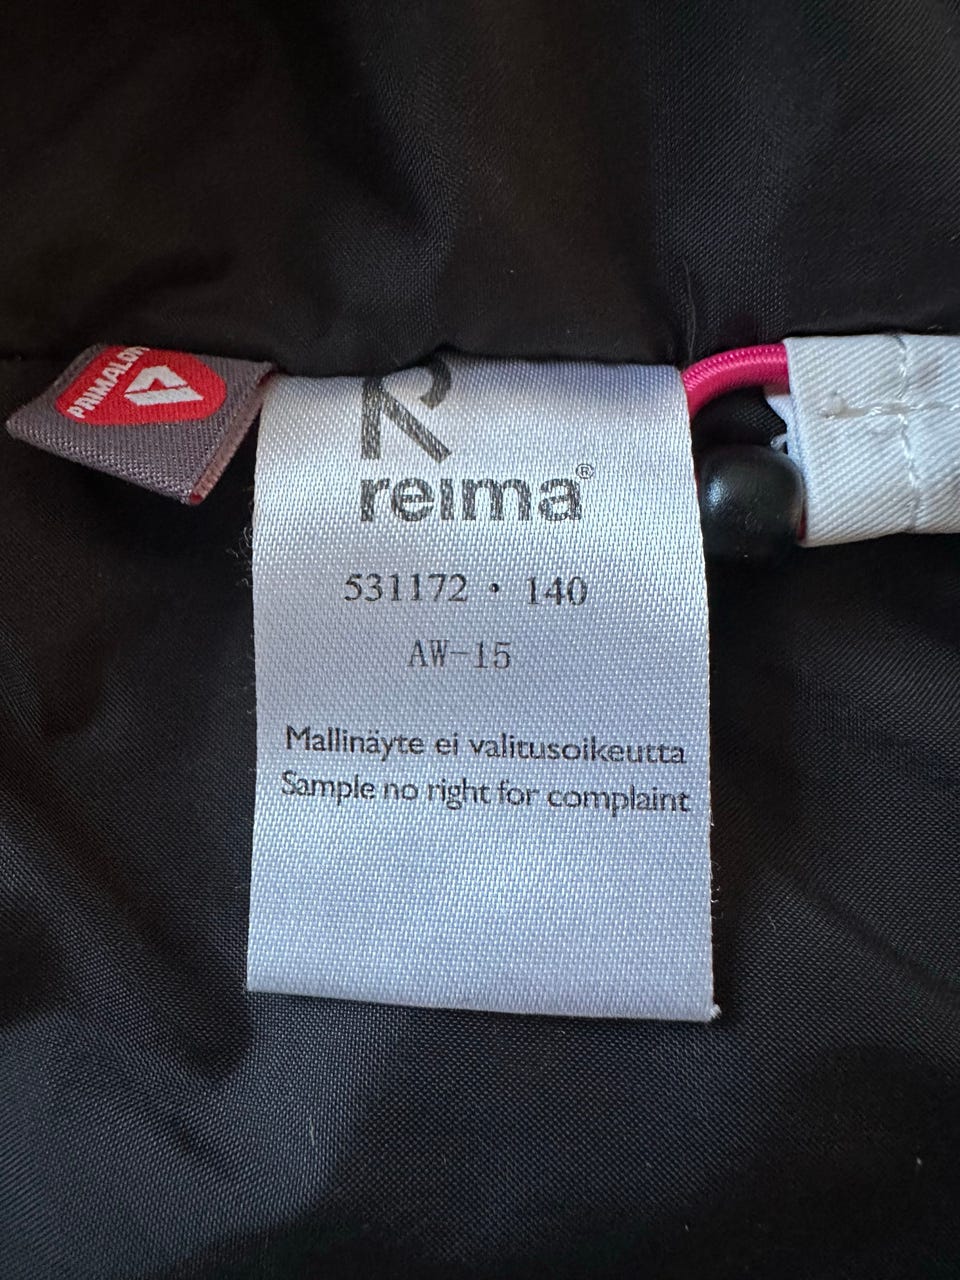 PRIMALOFT
reima®
531172 • 140
AW-15
Mallinäyte ei valitusoikeutta
Sample no right for complaint